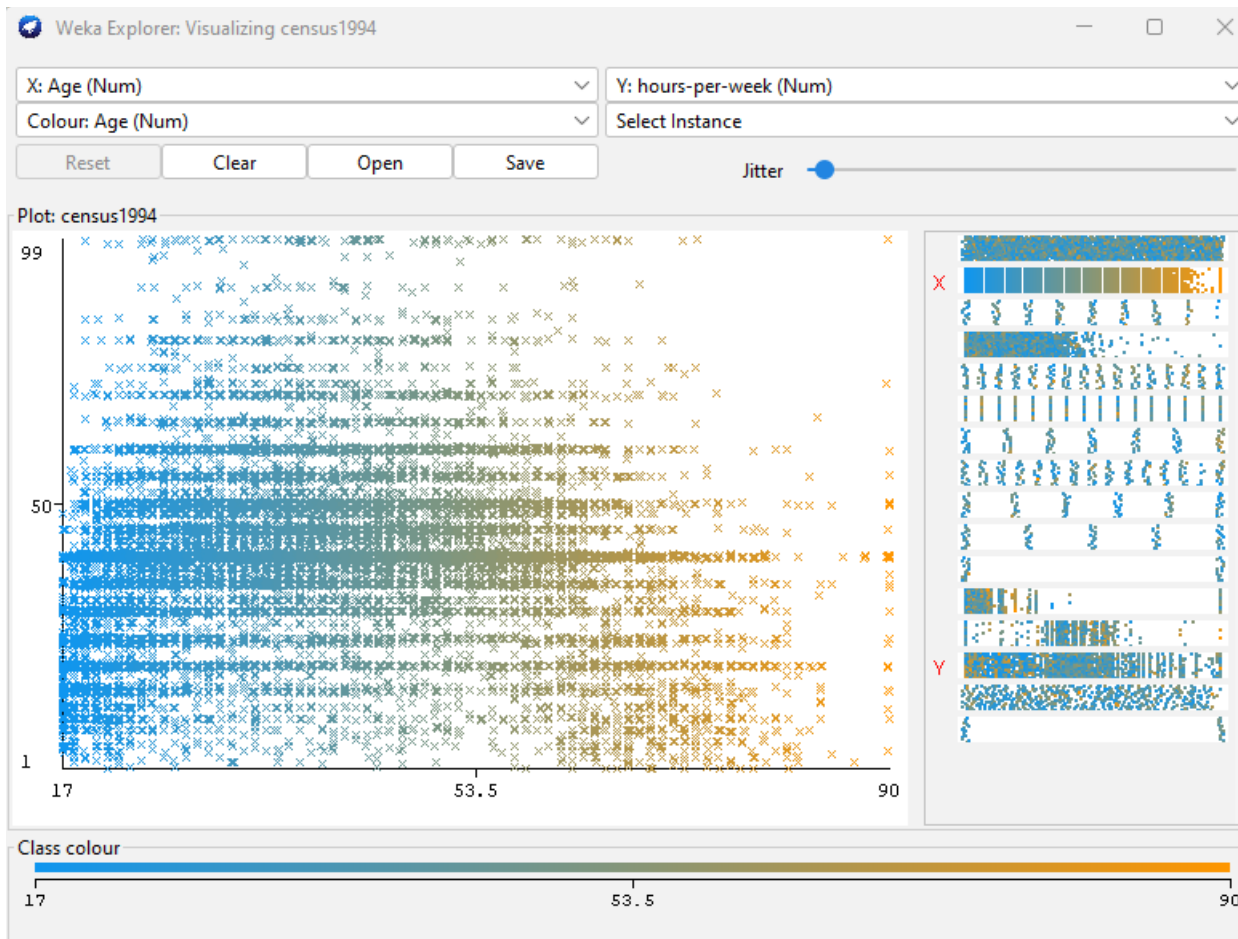 Weka Explorer: Visualizing census1994
X: Age (Num) Y: hours-per-week (Num)
Colour: Age (Num) Select Instance
Reset Clear Open Save Jitter
Plot: census1994
99
X
50
Y
1
17 53.5 90
Class colour
17 53.5 90